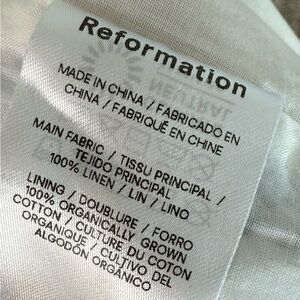 Reformation
MADE IN CHINA / FABRICADO EN
CHINA / FABRIQUÉ EN CHINE
MAIN FABRIC / TISSU PRINCIPAL /
TEJIDO PRINCIPAL
100% LINEN / LIN / LINO
LINING / DOUBLURE / FORRO
100% ORGANICALLY GROWN
COTTON / CULTURE DU COTON
ORGANIQUE / CULTIVO DEL
ALGODÓN ORGÁNICO
NEUTRAL